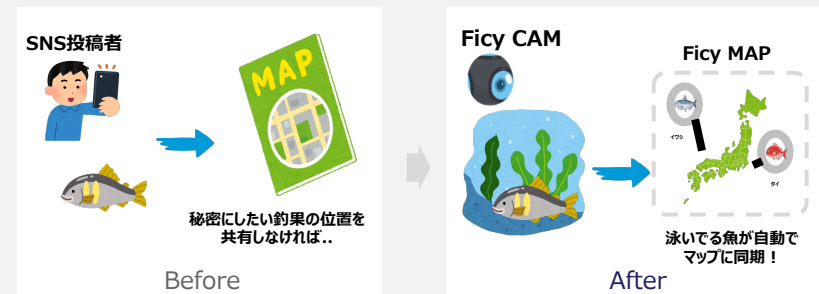 SNS投稿者
MAP
秘密にしたい釣果の位置を
共有しなければ..
Before
Ficy CAM
Ficy MAP
イワシ
タイ
泳いでる魚が自動で
マップに同期！
After